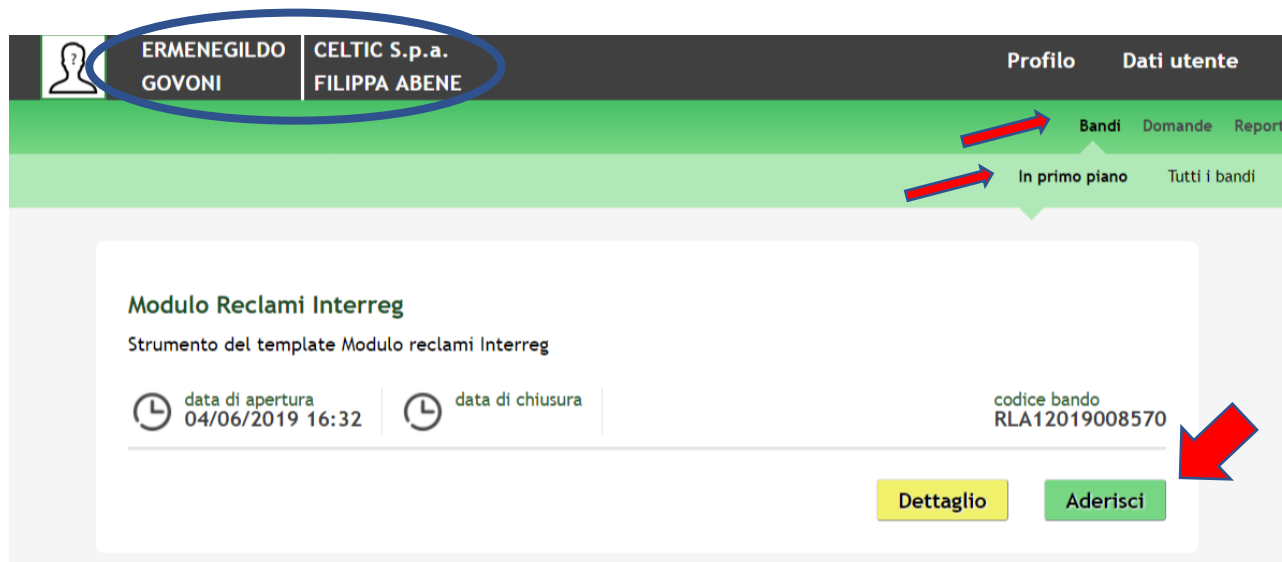 ERMENEGILDO GOVONI
CELTIC S.p.a.
FILIPPA ABENE
Profilo Dati utente
Bandi Domande Report
In primo piano Tutti i bandi
Modulo Reclami Interreg
Strumento del template Modulo reclami Interreg
data di apertura
04/06/2019 16:32
data di chiusura
codice bando
RLA12019008570
Dettaglio Aderisci